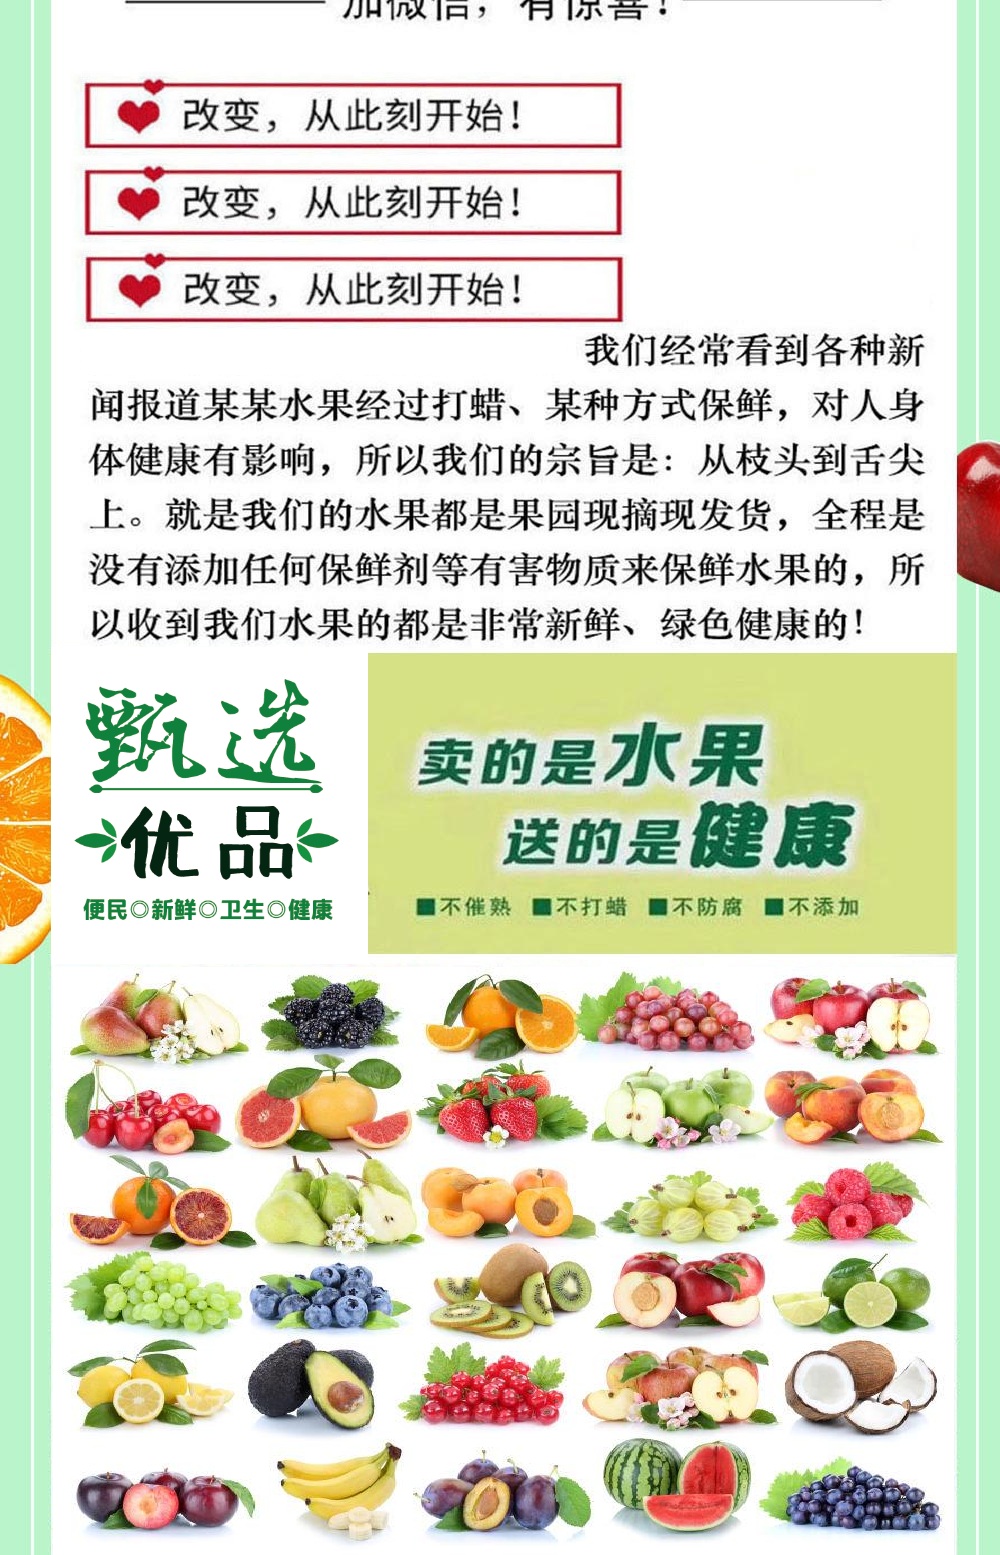 加微信，有惊喜！
改变，从此刻开始！
改变，从此刻开始！
改变，从此刻开始！
我们经常看到各种新
闻报道某某水果经过打蜡、某种方式保鲜，对人身
体健康有影响，所以我们的宗旨是：从枝头到舌尖
上。就是我们的水果都是果园现摘现发货，全程是
没有添加任何保鲜剂等有害物质来保鲜水果的，所
以收到我们水果的都是非常新鲜、绿色健康的！
甄选
优品
便民◎新鲜◎卫生◎健康
卖的是水果
送的是健康
■不催熟 ■不打蜡 ■不防腐 ■不添加